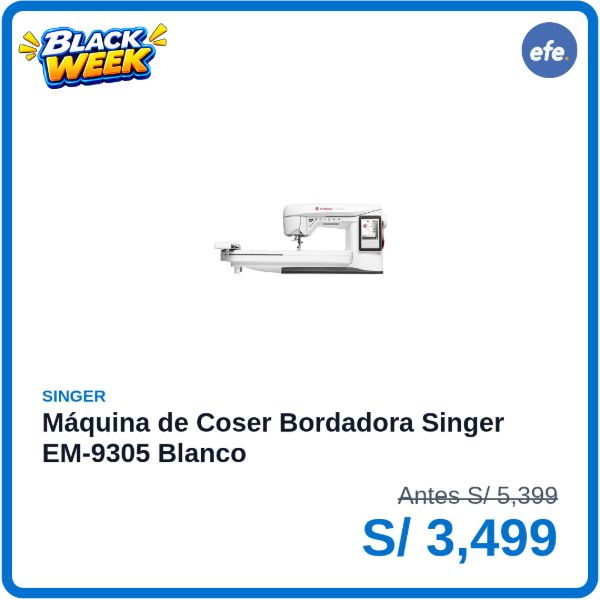 BLACK
WEEK
efe.
SINGER
Máquina de Coser Bordadora Singer
EM-9305 Blanco
Antes S/ 5,399
S/ 3,499